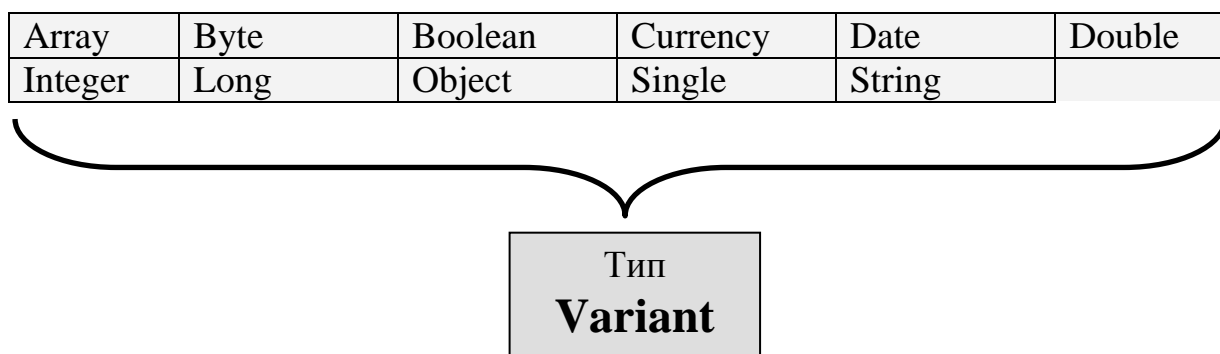 Array Byte Boolean Currency Date Double
Integer Long Object Single String
Тип
Variant